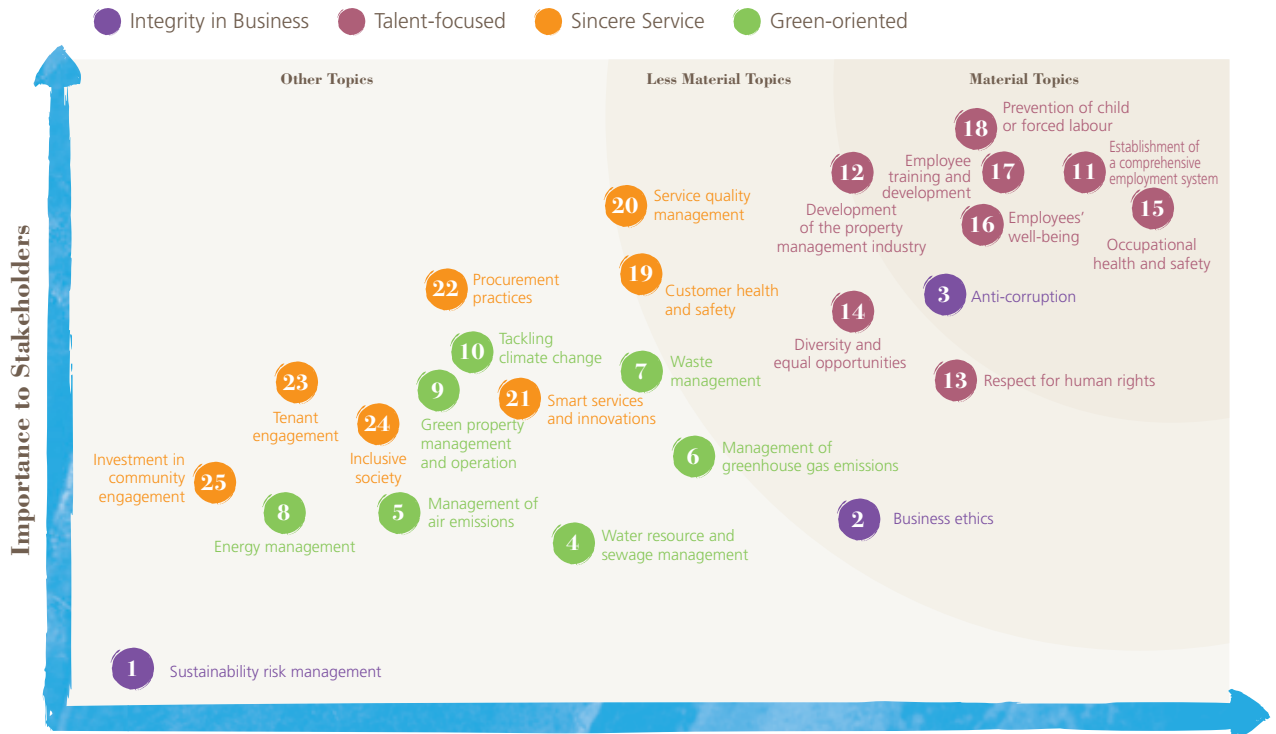 Integrity in Business
Talent-focused
Sincere Service
Green-oriented
Other Topics
Less Material Topics
Material Topics
Importance to Stakeholders
18
Prevention of child
or forced labour
12
Development
of the property
management industry
Employee
training and
development
17
11
Establishment of
a comprehensive
employment system
15
Occupational
health and safety
16
Employees’
well-being
20
Service quality
management
19
Customer health
and safety
22
Procurement
practices
3
Anti-corruption
14
Diversity and
equal opportunities
10
Tackling
climate change
7
Waste
management
13
Respect for human rights
23
Tenant
engagement
9
Green property
management
and operation
21
Smart services
and innovations
24
Inclusive
society
6
Management of
greenhouse gas emissions
Investment in
community
engagement
25
8
Energy management
5
Management of
air emissions
2
Business ethics
4
Water resource and
sewage management
1
Sustainability risk management